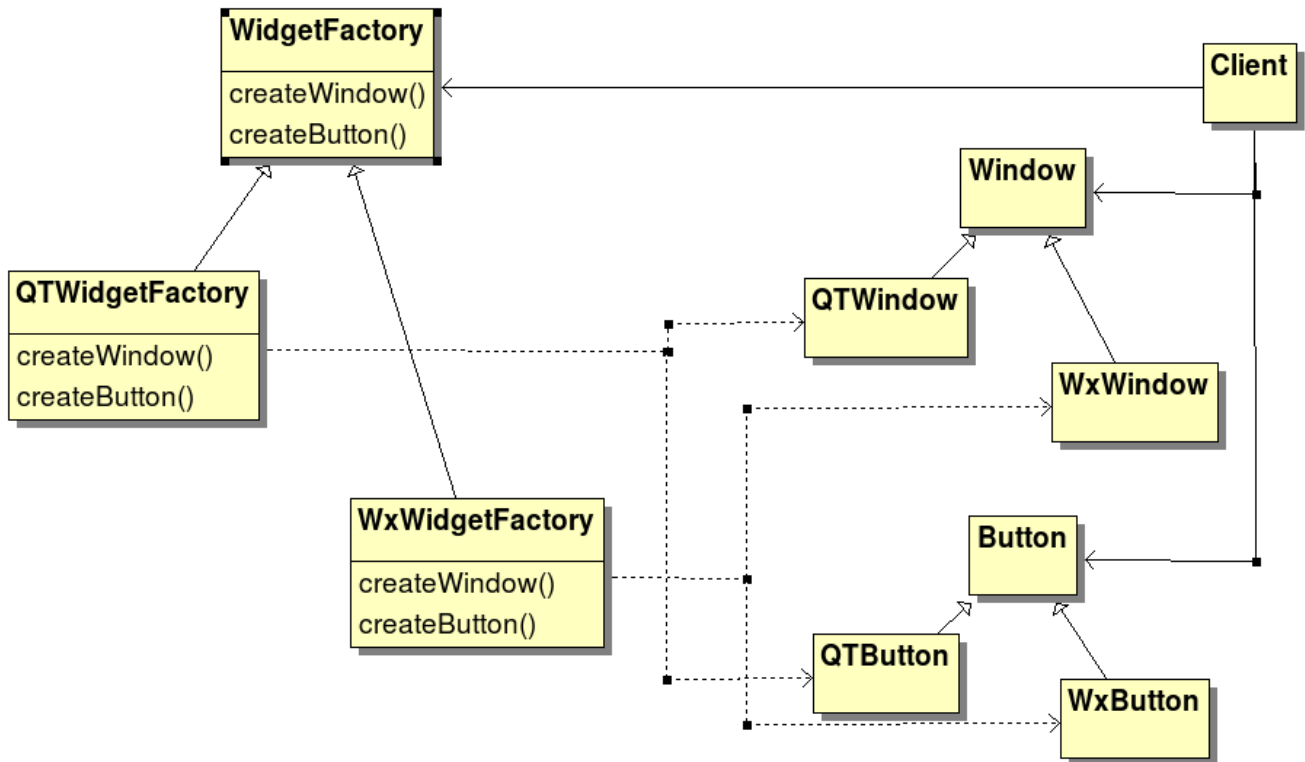 WidgetFactory
createWindow()
createButton()
Client
Window
QTWidgetFactory
createWindow()
createButton()
QTWindow
WxWindow
WxWidgetFactory
createWindow()
createButton()
Button
QTButton
WxButton